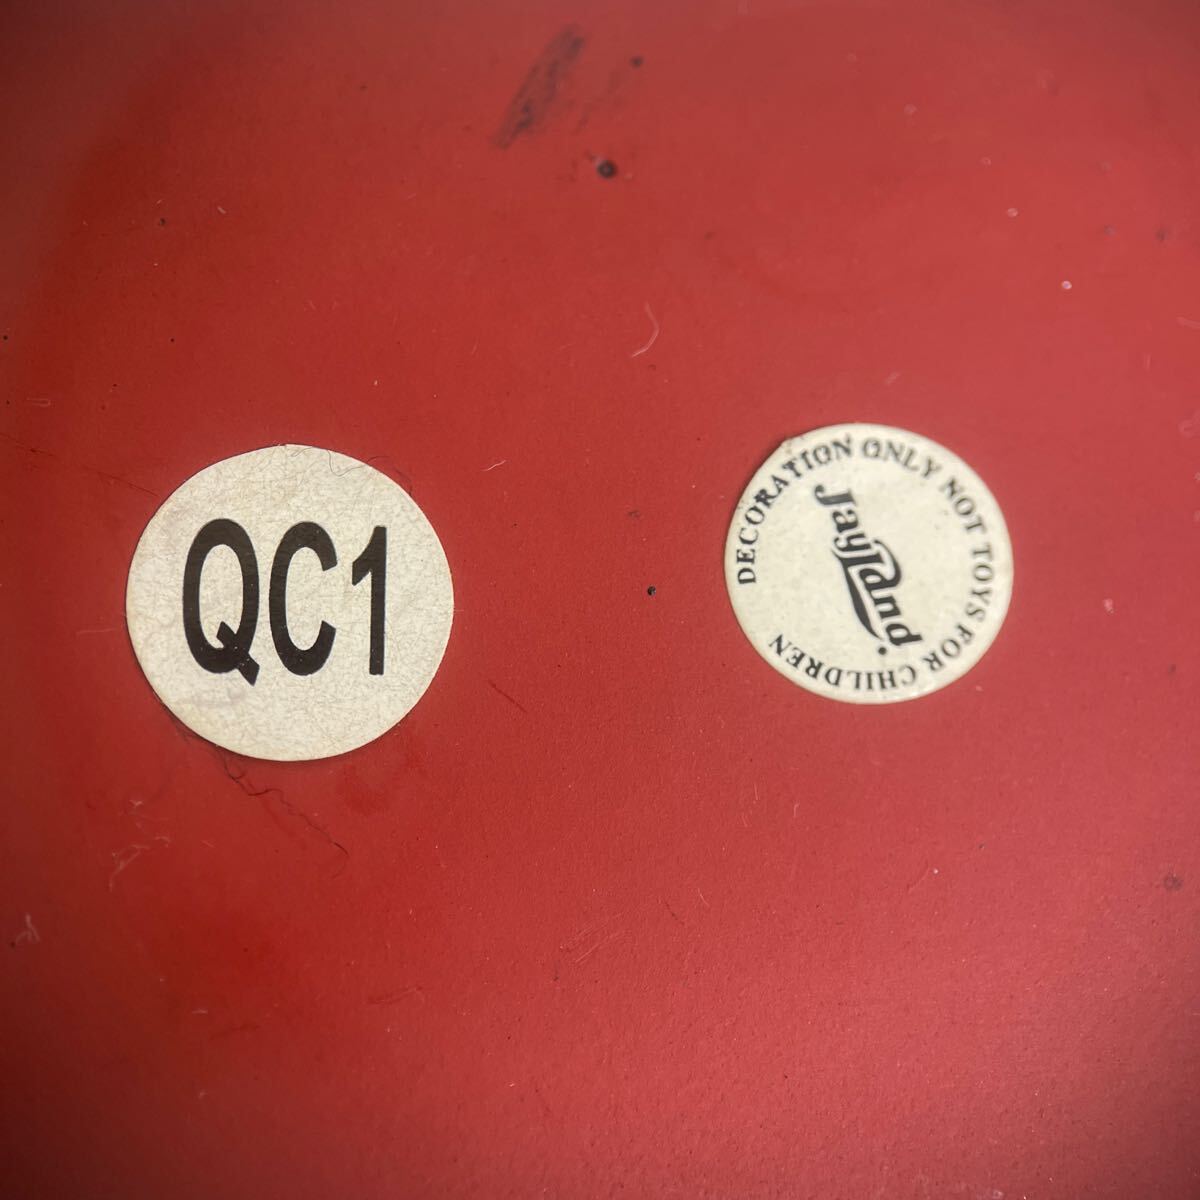 QC1
DECORATION ONLY NOT TOYS FOR CHILDREN
Jayland